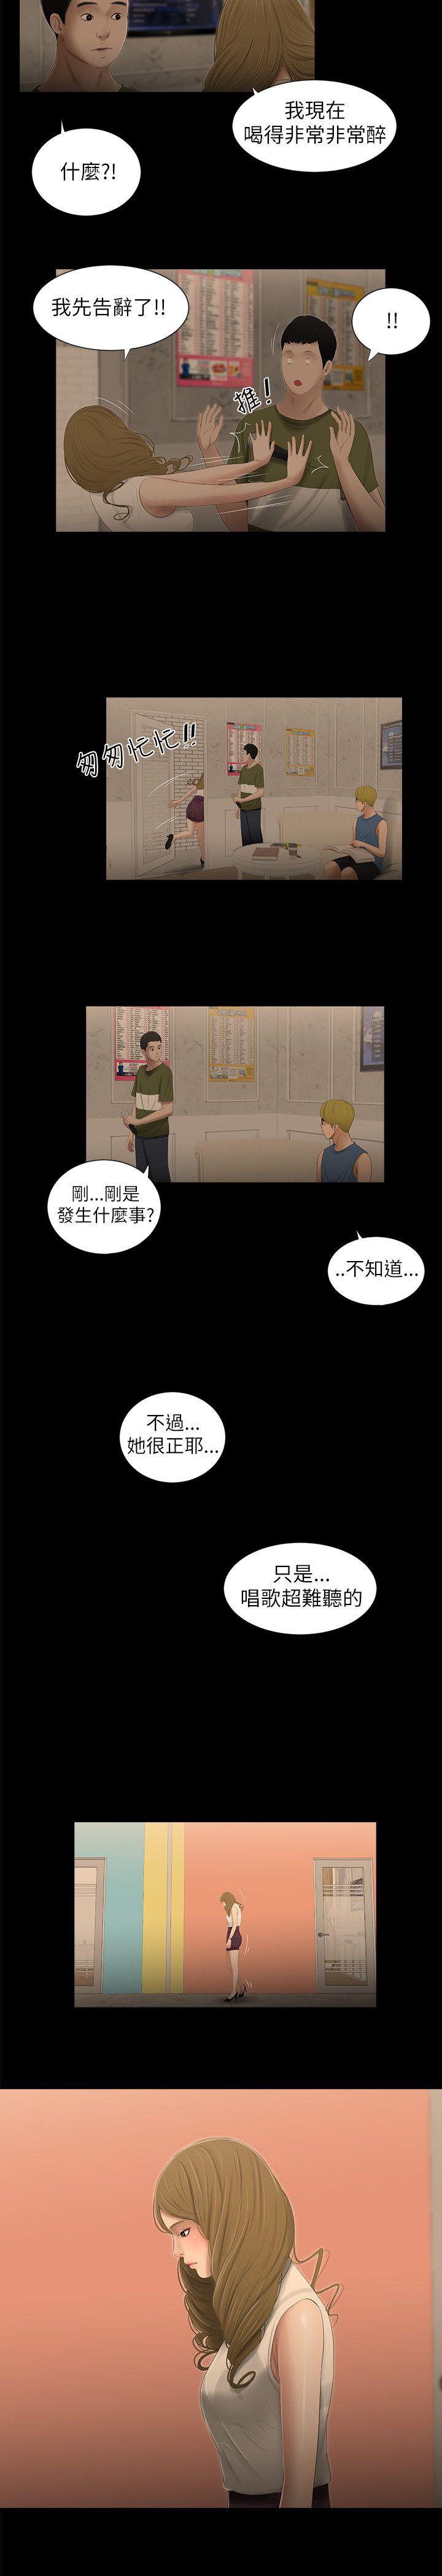 我現在
喝得非常非常醉
什麼?!
我先告辭了!!
!!
推!
匆匆忙忙!!
剛...剛是
發生什麼事?
..不知道...
不過...
她很正耶...
只是...
唱歌超難聽的